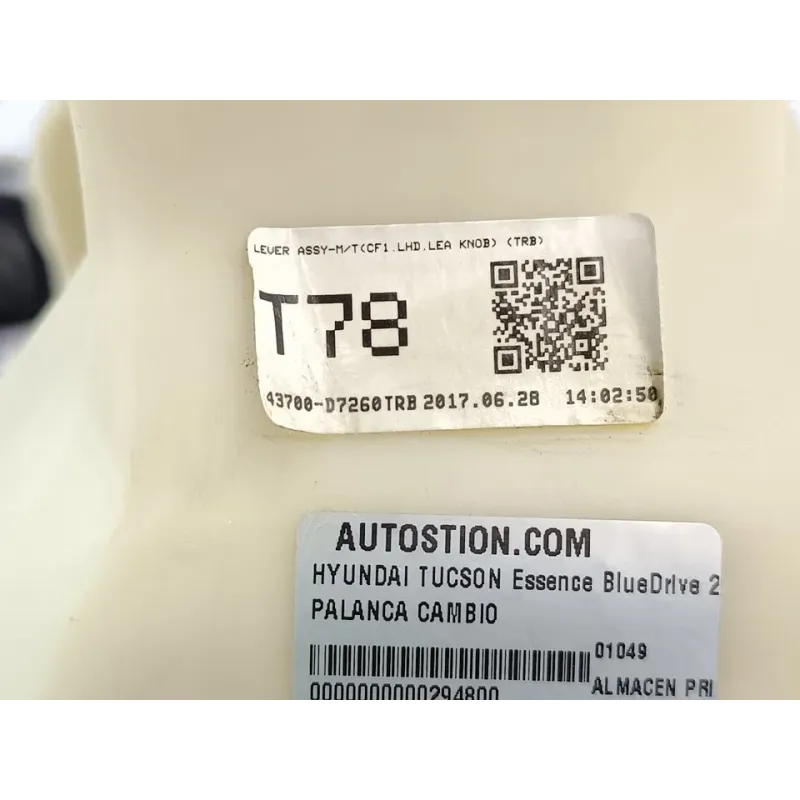 LEVER ASSY-M/T(CF1.LHD.LEA KNOB) (TRB)
T78
43700-D7260TRB 2017.06.28 14:02:50
AUTOSTION.COM
HYUNDAI TUCSON Essence BlueDrive 2
PALANCA CAMBIO
01049
0000000000294800
ALMACEN PRI